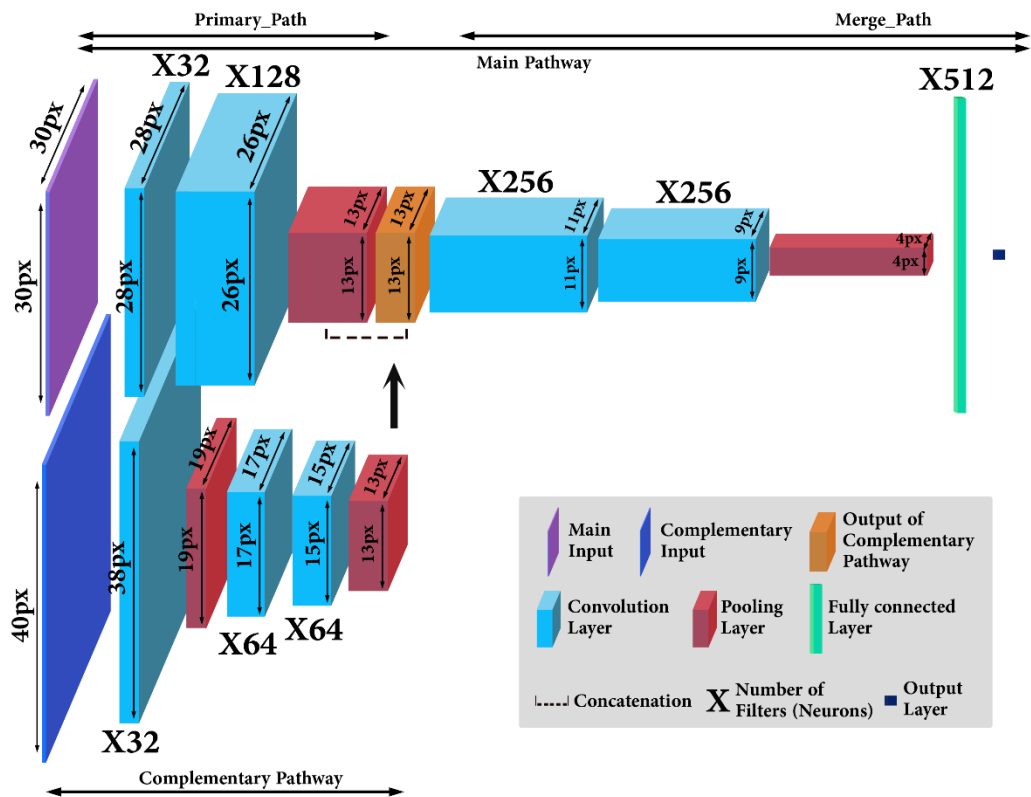 Primary_Path
Merge_Path
Main Pathway
X32
X128
X512
30px
28px
26px
30px
28px
26px
13px
13px
13px
13px
X256
11px
11px
X256
9px
9px
4px
4px
40px
38px
X32
19px
19px
17px
17px
X64
15px
15px
X64
13px
13px
Complementary Pathway
Main
Input
Complementary
Input
Output of
Complementary
Pathway
Convolution
Layer
Pooling
Layer
Fully connected
Layer
Concatenation
X Number of
Filters (Neurons)
Output
Layer